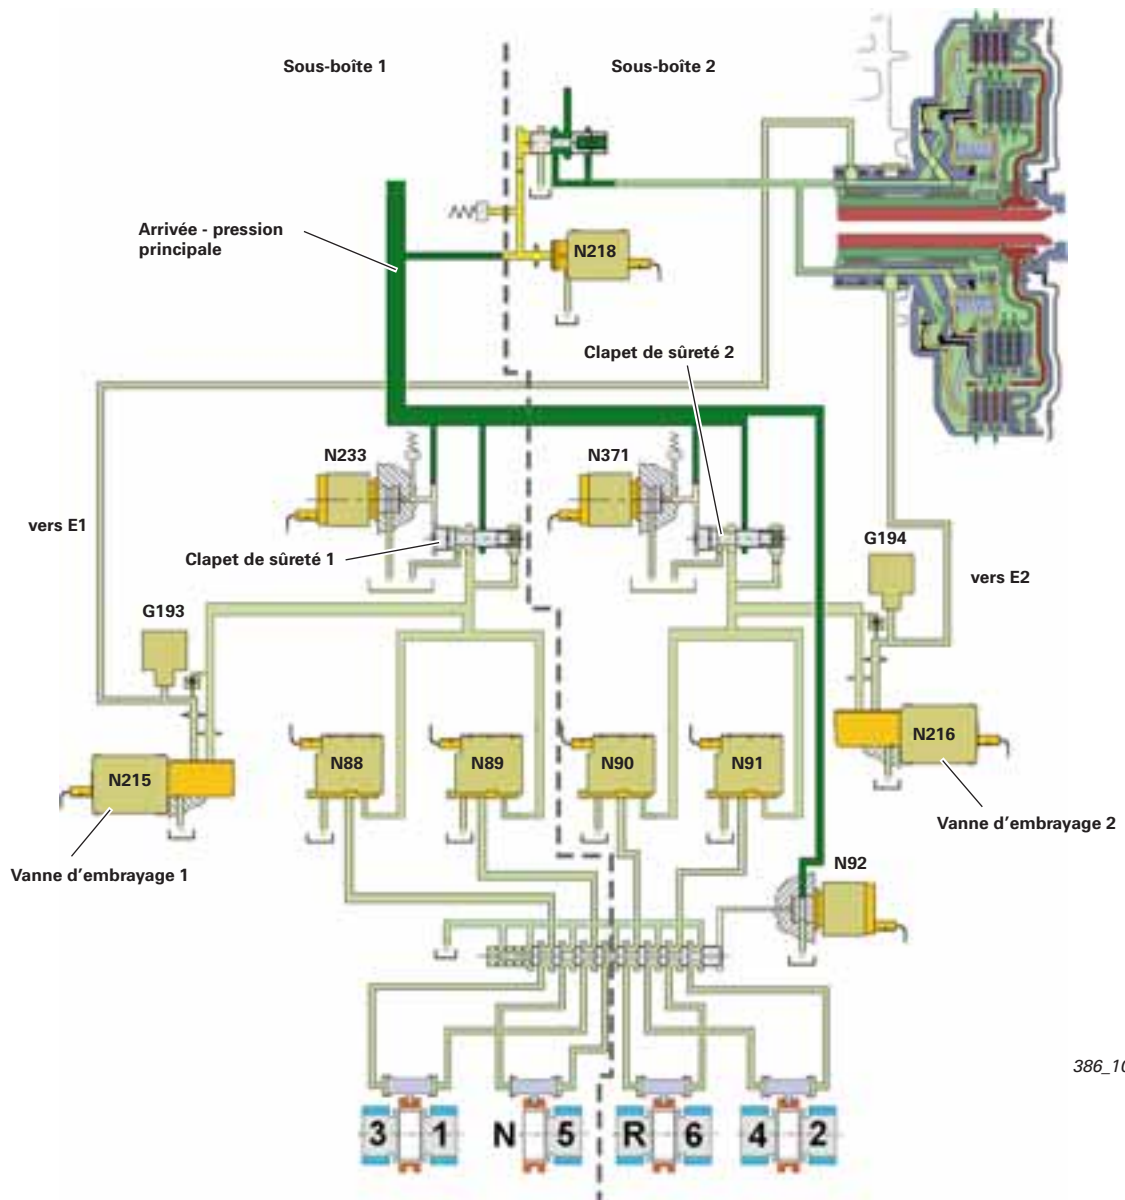 Sous-boîte 1
Sous-boîte 2
Arrivée - pression
principale
N218
Clapet de sûreté 2
N233
N371
vers E1
Clapet de sûreté 1
G194
vers E2
G193
N215
N88
N89
N90
N91
N216
Vanne d'embrayage 1
Vanne d'embrayage 2
N92
386_10
3 1 N 5 R 6 4 2